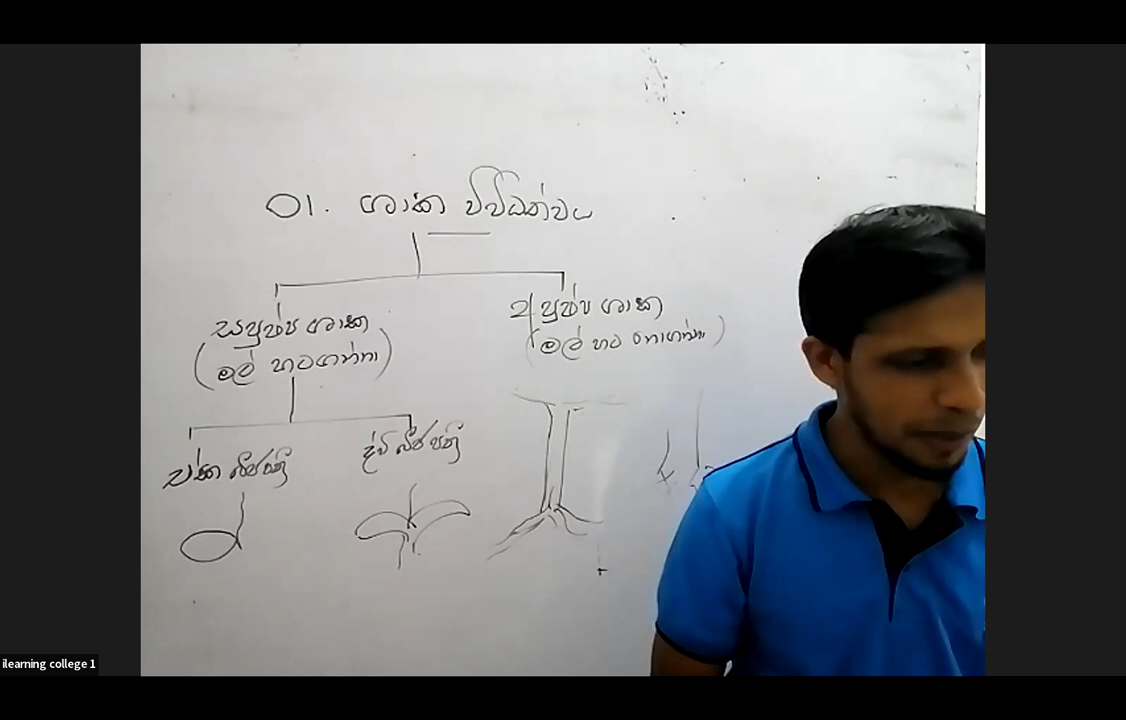 01. ශාක විවිධත්වය
සපුෂ්ප ශාක
(මල් හටගන්නා)
අපුෂ්ප ශාක
(මල් හට නොගන්නා)
ඒක බීජපත්‍රී
ද්වි බීජපත්‍රී
ilearning college 1